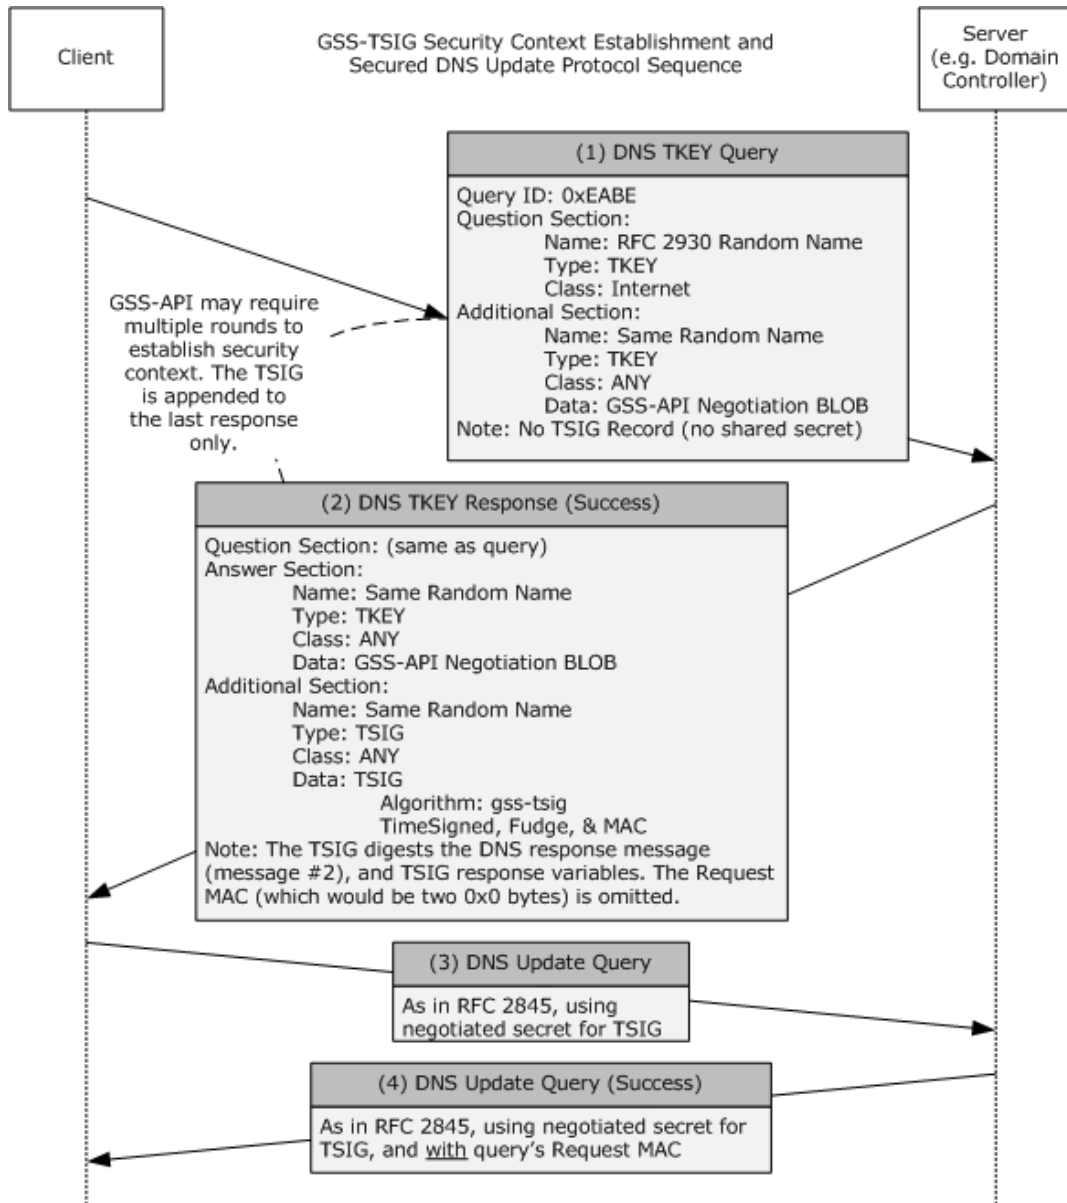 Client
GSS-TSIG Security Context Establishment and
Secured DNS Update Protocol Sequence
Server
(e.g. Domain
Controller)
(1) DNS TKEY Query
Query ID: 0xEABE
Question Section:
Name: RFC 2930 Random Name
Type: TKEY
Class: Internet
Additional Section:
Name: Same Random Name
Type: TKEY
Class: ANY
Data: GSS-API Negotiation BLOB
Note: No TSIG Record (no shared secret)
GSS-API may require
multiple rounds to
establish security
context. The TSIG
is appended to
the last response
only.
(2) DNS TKEY Response (Success)
Question Section: (same as query)
Answer Section:
Name: Same Random Name
Type: TKEY
Class: ANY
Data: GSS-API Negotiation BLOB
Additional Section:
Name: Same Random Name
Type: TSIG
Class: ANY
Data: TSIG
Algorithm: gss-tsig
TimeSigned, Fudge, & MAC
Note: The TSIG digests the DNS response message
(message #2), and TSIG response variables. The Request
MAC (which would be two 0x0 bytes) is omitted.
(3) DNS Update Query
As in RFC 2845, using
negotiated secret for TSIG
(4) DNS Update Query (Success)
As in RFC 2845, using negotiated secret for
TSIG, and with query's Request MAC